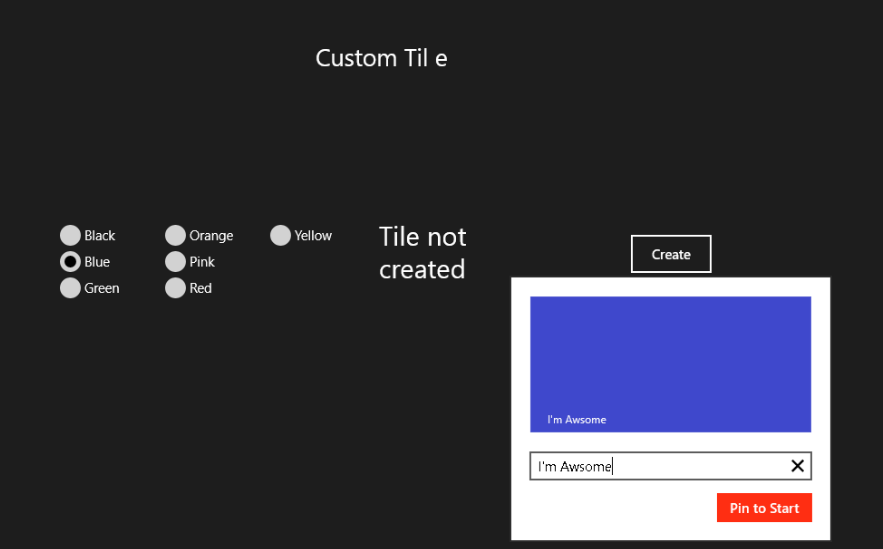 Custom Til e
Black
Orange
Yellow
Blue
Pink
Green
Red
Tile not
created
Create
I'm Awsome
I'm Awsome
Pin to Start